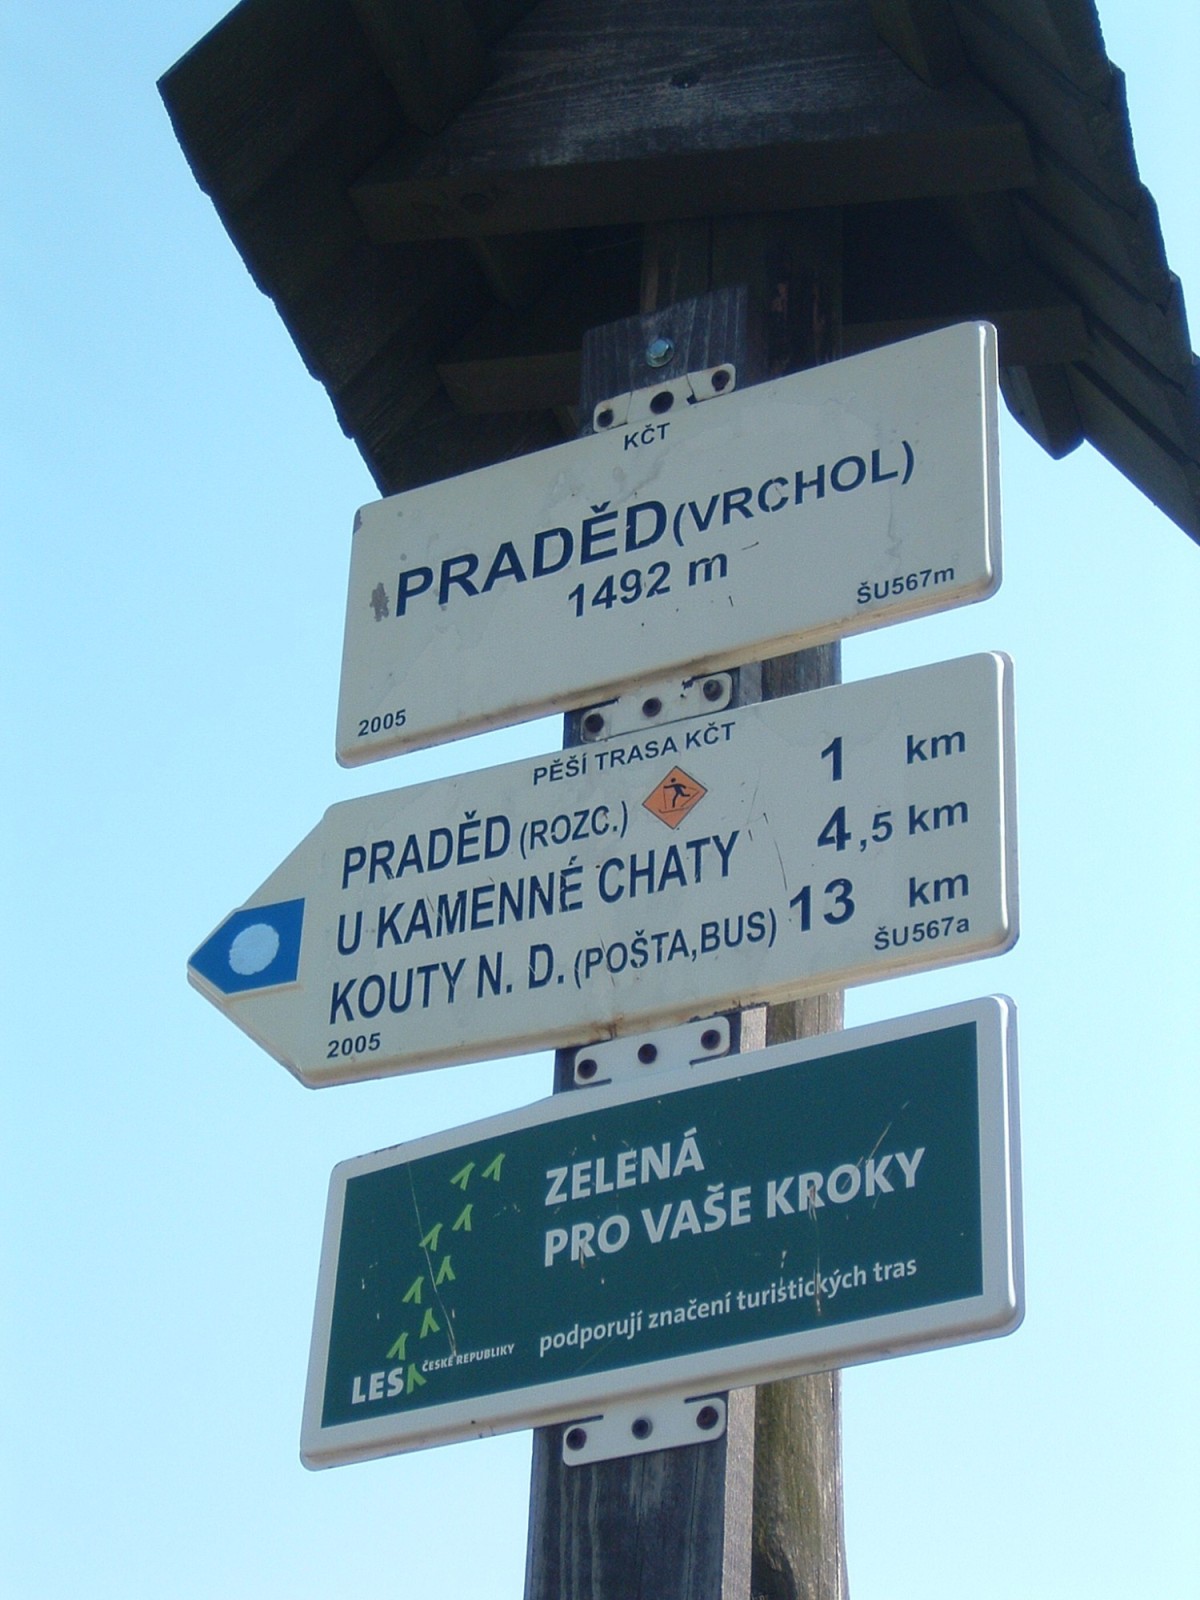 KČT
PRADĚD (VRCHOL)
1492 m
ŠU567m
2005
PĚŠÍ TRASA KČT
PRADĚD (ROZC.) 1 km
U KAMENNÉ CHATY 4,5 km
KOUTY N. D. (POŠTA,BUS) 13 km
ŠU567a
2005
ZELENÁ
PRO VAŠE KROKY
podporují značení turistických tras
LESY ČESKÉ REPUBLIKY